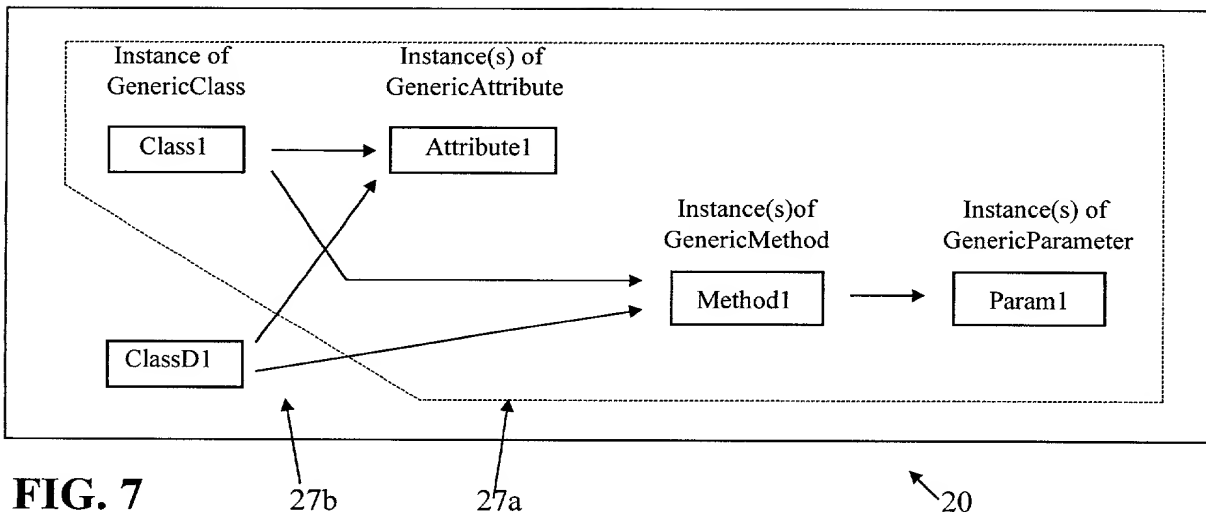 Instance of
GenericClass
Instance(s) of
GenericAttribute
Class1
Attribute1
Instance(s)of
GenericMethod
Instance(s) of
GenericParameter
Method1
Param1
ClassD1
FIG. 7
27b
27a
20